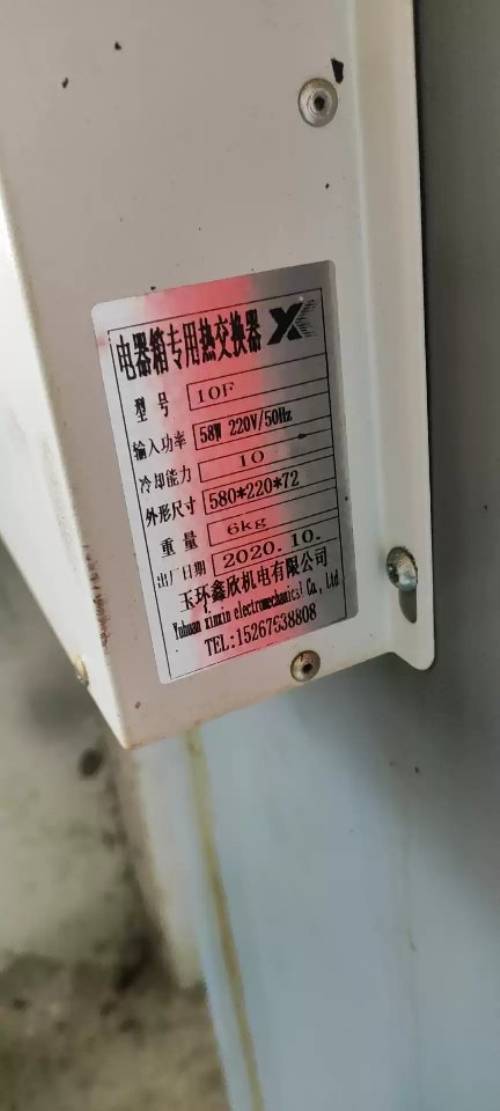 电器箱专用热交换器 YX
型号 10F
输入功率 58W 220V/50Hz
冷却能力 10
外形尺寸 580*220*72
重量 6kg
出厂日期 2020.10.
玉环鑫欣机电有限公司
Yuhuan xinxin electromechanical Co., Ltd
TEL:15267638808